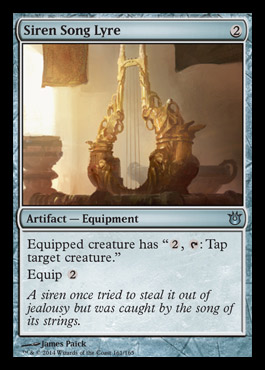 Siren Song Lyre 2
Artifact — Equipment
Equipped creature has “2, : Tap
target creature.”
Equip 2
A siren once tried to steal it out of
jealousy but was caught by the song
of its strings.
James Paick
™ & © 2014 Wizards of the Coast 161/165